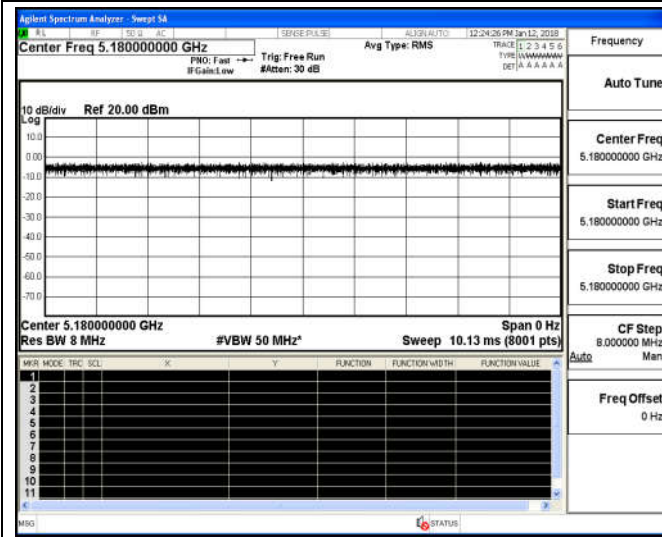 Agilent Spectrum Analyzer - Swept SA
RL RF 50 Ω AC SENSE:PULSE ALIGN AUTO 12:24:26 PM Jan 12, 2018
Center Freq 5.180000000 GHz
PNO: Fast
IFGain:Low
Trig: Free Run
#Atten: 30 dB
Avg Type: RMS
TRACE 1 2 3 4 5 6
TYPE
DET A A A A A A
10 dB/div Ref 20.00 dBm
Log
10.0
0.00
-10.0
-20.0
-30.0
-40.0
-50.0
-60.0
-70.0
Center 5.180000000 GHz Span 0 Hz
Res BW 8 MHz #VBW 50 MHz* Sweep 10.13 ms (8001 pts)
MKR MODE TRC SCL X Y FUNCTION FUNCTION WIDTH FUNCTION VALUE
1
2
3
4
5
6
7
8
9
10
11
MSG STATUS
Frequency
Auto Tune
Center Freq
5.180000000 GHz
Start Freq
5.180000000 GHz
Stop Freq
5.180000000 GHz
CF Step
8.000000 MHz
Auto Man
Freq Offset
0 Hz